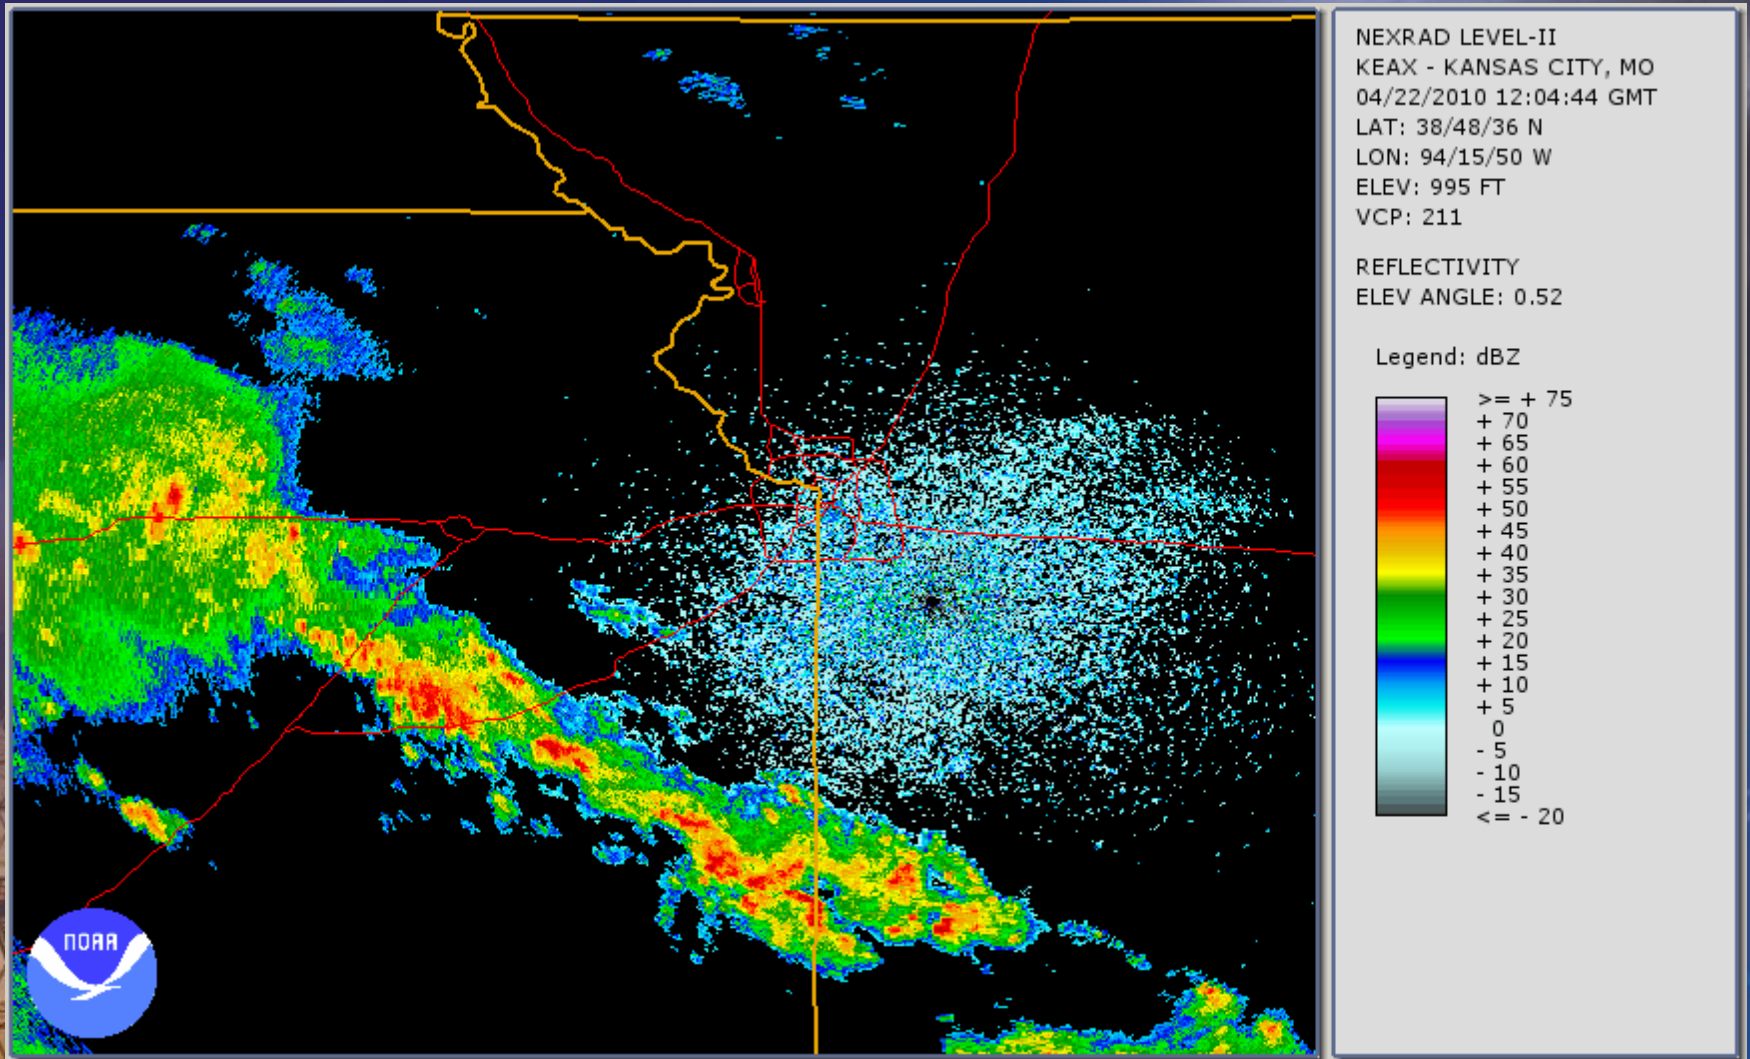 NEXRAD LEVEL-II
KEAX - KANSAS CITY, MO
04/22/2010 12:04:44 GMT
LAT: 38/48/36 N
LON: 94/15/50 W
ELEV: 995 FT
VCP: 211
REFLECTIVITY
ELEV ANGLE: 0.52
Legend: dBZ
>= + 75
+ 70
+ 65
+ 60
+ 55
+ 50
+ 45
+ 40
+ 35
+ 30
+ 25
+ 20
+ 15
+ 10
+ 5
0
- 5
- 10
- 15
<= - 20
NOAA